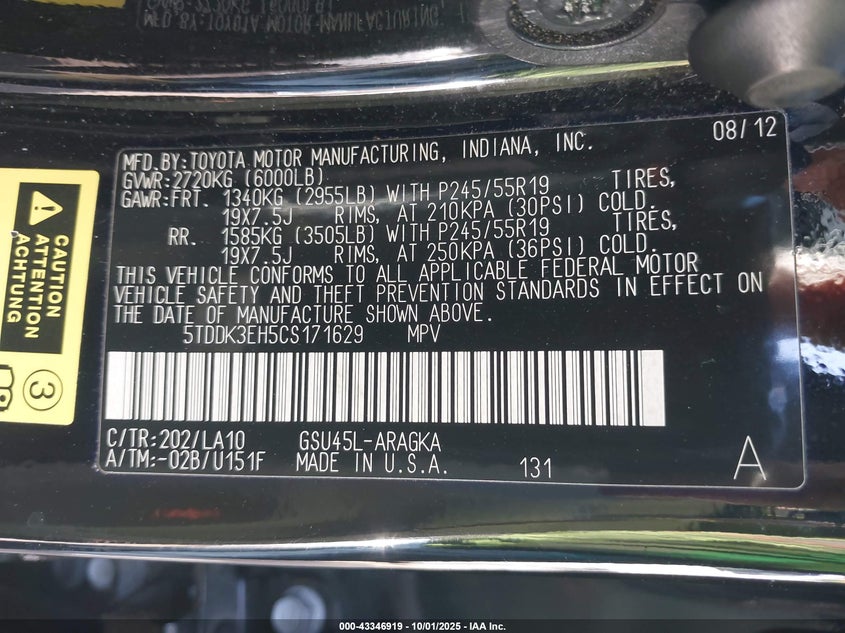 MFD.BY:TOYOTA MOTOR MANUFACTURING, INDIANA, INC. 08/12
GVWR:2720KG (6000LB)
GAWR:FRT. 1340KG (2955LB) WITH P245/55R19 TIRES,
19X7.5J RIMS, AT 210KPA (30PSI) COLD.
RR. 1585KG (3505LB) WITH P245/55R19 TIRES,
19X7.5J RIMS, AT 250KPA (36PSI) COLD.
THIS VEHICLE CONFORMS TO ALL APPLICABLE FEDERAL MOTOR
VEHICLE SAFETY AND THEFT PREVENTION STANDARDS IN EFFECT ON
THE DATE OF MANUFACTURE SHOWN ABOVE.
5TDDK3EH5CS171629 MPV
C/TR:202/LA10 GSU45L-ARAGKA
A/TM:-02B/U151F MADE IN U.S.A. 131 A
CAUTION
ATTENTION
ACHTUNG
3
000-43346919 - 10/01/2025 - IAA Inc.